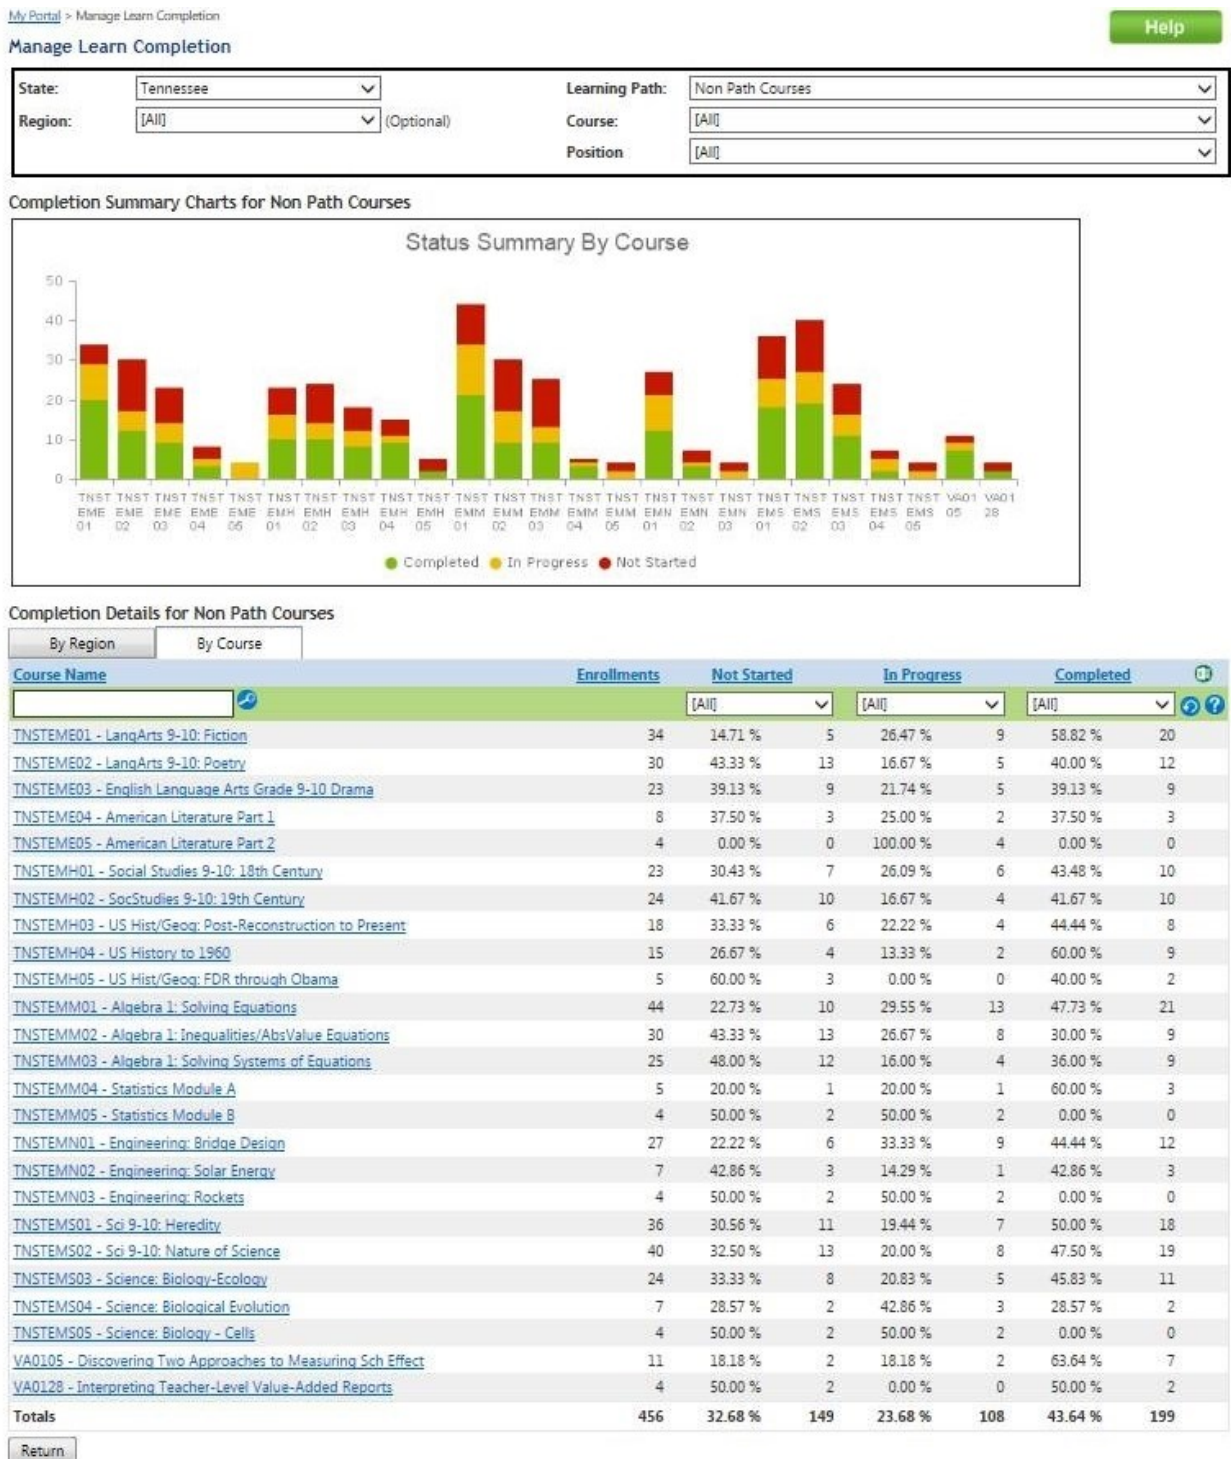 My Portal > Manage Learn Completion
Help
Manage Learn Completion
State: Tennessee Learning Path: Non Path Courses
Region: [All] (Optional) Course: [All]
Position [All]
Completion Summary Charts for Non Path Courses
Status Summary By Course
50
40
30
20
10
0
TNST TNST TNST TNST TNST TNST TNST TNST TNST TNST TNST TNST TNST TNST TNST TNST TNST TNST TNST TNST TNST TNST TNST VA01 VA01
EME EME EME EME EME EMH EMH EMH EMH EMH EMM EMM EMM EMM EMM EMN EMN EMN EMS EMS EMS EMS EMS 05 28
01 02 03 04 05 01 02 03 04 05 01 02 03 04 05 01 02 03 01 02 03 04 05
Completed In Progress Not Started
Completion Details for Non Path Courses
By Region By Course
Course Name Enrollments Not Started In Progress Completed
[All] [All] [All]
TNSTEME01 - LangArts 9-10: Fiction 34 14.71 % 5 26.47 % 9 58.82 % 20
TNSTEME02 - LangArts 9-10: Poetry 30 43.33 % 13 16.67 % 5 40.00 % 12
TNSTEME03 - English Language Arts Grade 9-10 Drama 23 39.13 % 9 21.74 % 5 39.13 % 9
TNSTEME04 - American Literature Part 1 8 37.50 % 3 25.00 % 2 37.50 % 3
TNSTEME05 - American Literature Part 2 4 0.00 % 0 100.00 % 4 0.00 % 0
TNSTEMH01 - Social Studies 9-10: 18th Century 23 30.43 % 7 26.09 % 6 43.48 % 10
TNSTEMH02 - SocStudies 9-10: 19th Century 24 41.67 % 10 16.67 % 4 41.67 % 10
TNSTEMH03 - US Hist/Geog: Post-Reconstruction to Present 18 33.33 % 6 22.22 % 4 44.44 % 8
TNSTEMH04 - US History to 1960 15 26.67 % 4 13.33 % 2 60.00 % 9
TNSTEMH05 - US Hist/Geog: FDR through Obama 5 60.00 % 3 0.00 % 0 40.00 % 2
TNSTEMM01 - Algebra 1: Solving Equations 44 22.73 % 10 29.55 % 13 47.73 % 21
TNSTEMM02 - Algebra 1: Inequalities/AbsValue Equations 30 43.33 % 13 26.67 % 8 30.00 % 9
TNSTEMM03 - Algebra 1: Solving Systems of Equations 25 48.00 % 12 16.00 % 4 36.00 % 9
TNSTEMM04 - Statistics Module A 5 20.00 % 1 20.00 % 1 60.00 % 3
TNSTEMM05 - Statistics Module B 4 50.00 % 2 50.00 % 2 0.00 % 0
TNSTEMN01 - Engineering: Bridge Design 27 22.22 % 6 33.33 % 9 44.44 % 12
TNSTEMN02 - Engineering: Solar Energy 7 42.86 % 3 14.29 % 1 42.86 % 3
TNSTEMN03 - Engineering: Rockets 4 50.00 % 2 50.00 % 2 0.00 % 0
TNSTEMS01 - Sci 9-10: Heredity 36 30.56 % 11 19.44 % 7 50.00 % 18
TNSTEMS02 - Sci 9-10: Nature of Science 40 32.50 % 13 20.00 % 8 47.50 % 19
TNSTEMS03 - Science: Biology-Ecology 24 33.33 % 8 20.83 % 5 45.83 % 11
TNSTEMS04 - Science: Biological Evolution 7 28.57 % 2 42.86 % 3 28.57 % 2
TNSTEMS05 - Science: Biology - Cells 4 50.00 % 2 50.00 % 2 0.00 % 0
VA0105 - Discovering Two Approaches to Measuring Sch Effect 11 18.18 % 2 18.18 % 2 63.64 % 7
VA0128 - Interpreting Teacher-Level Value-Added Reports 4 50.00 % 2 0.00 % 0 50.00 % 2
Totals 456 32.68 % 149 23.68 % 108 43.64 % 199
Return